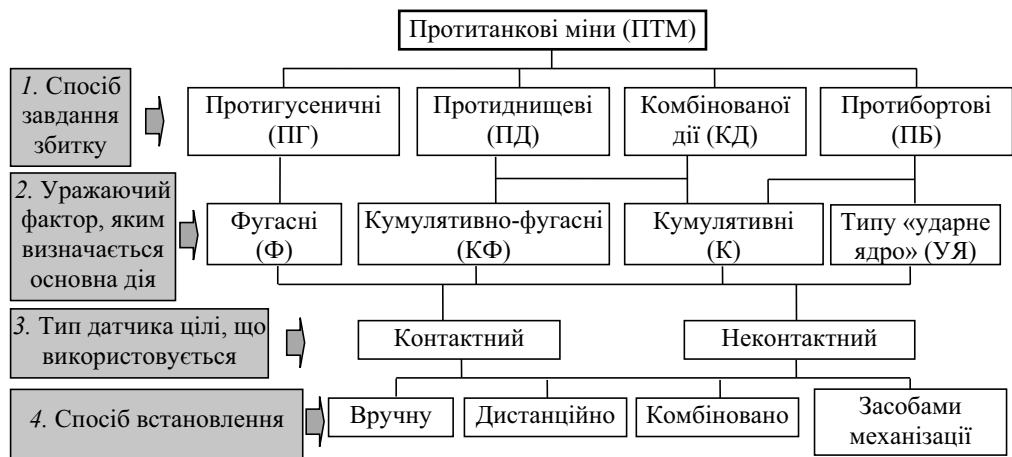 Протитанкові міни (ПТМ)
1. Спосіб
завдання
збитку
Протигусеничні
(ПГ)
Протиднищеві
(ПД)
Комбінованої
дії (КД)
Протибортові
(ПБ)
2. Уражаючий
фактор, яким
визначається
основна дія
Фугасні
(Ф)
Кумулятивно-фугасні
(КФ)
Кумулятивні
(К)
Типу «ударне
ядро» (УЯ)
3. Тип датчика цілі, що
використовується
Контактний
Неконтактний
4. Спосіб встановлення
Вручну
Дистанційно
Комбіновано
Засобами
механізації